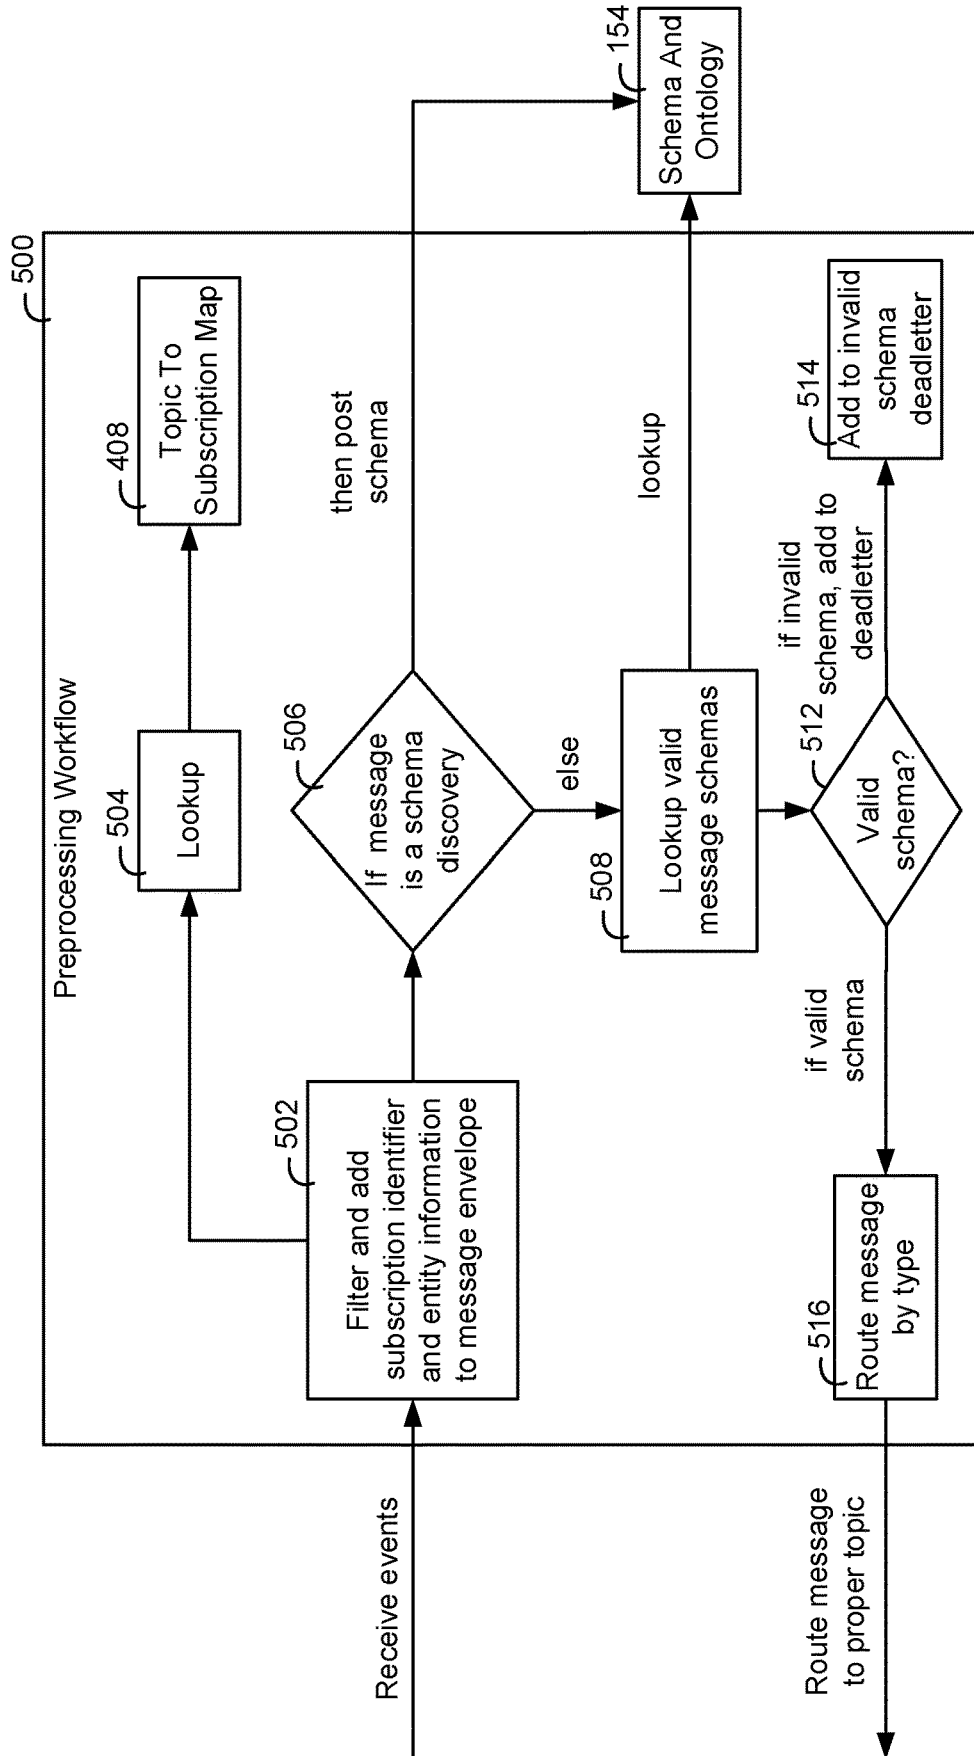 500
Preprocessing Workflow
504
Lookup
408
Topic To
Subscription Map
Receive events
502
Filter and add
subscription identifier
and entity information
to message envelope
506
If message
is a schema
discovery
then post
schema
154
Schema And
Ontology
else
508
Lookup valid
message schemas
lookup
512
Valid
schema?
if invalid
schema, add to
deadletter
514
Add to invalid
schema
deadletter
if valid
schema
516
Route message
by type
Route message
to proper topic